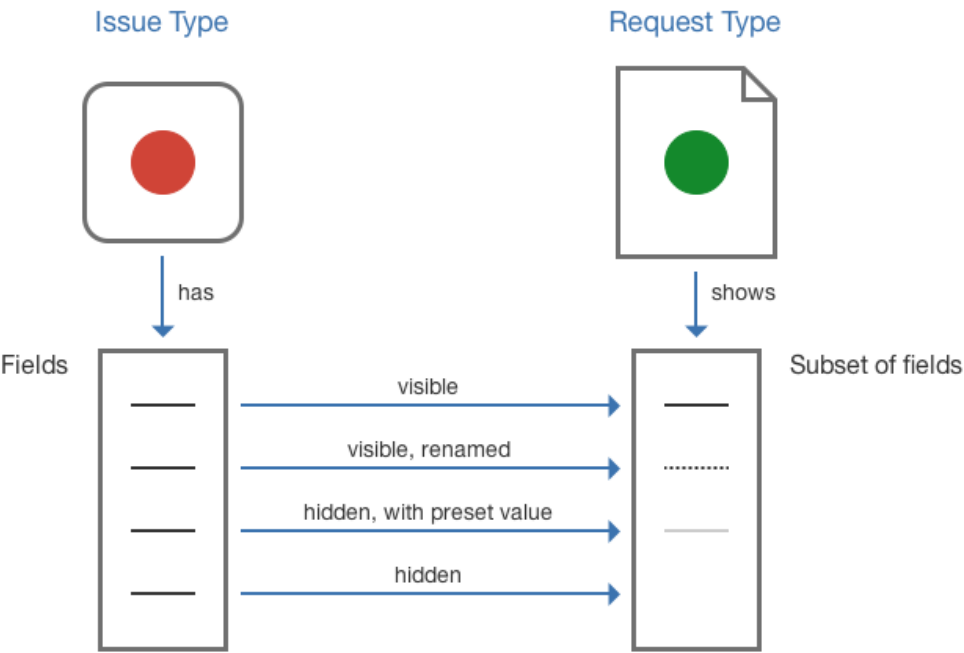 Issue Type
Request Type
has
shows
Fields
Subset of fields
visible
visible, renamed
hidden, with preset value
hidden